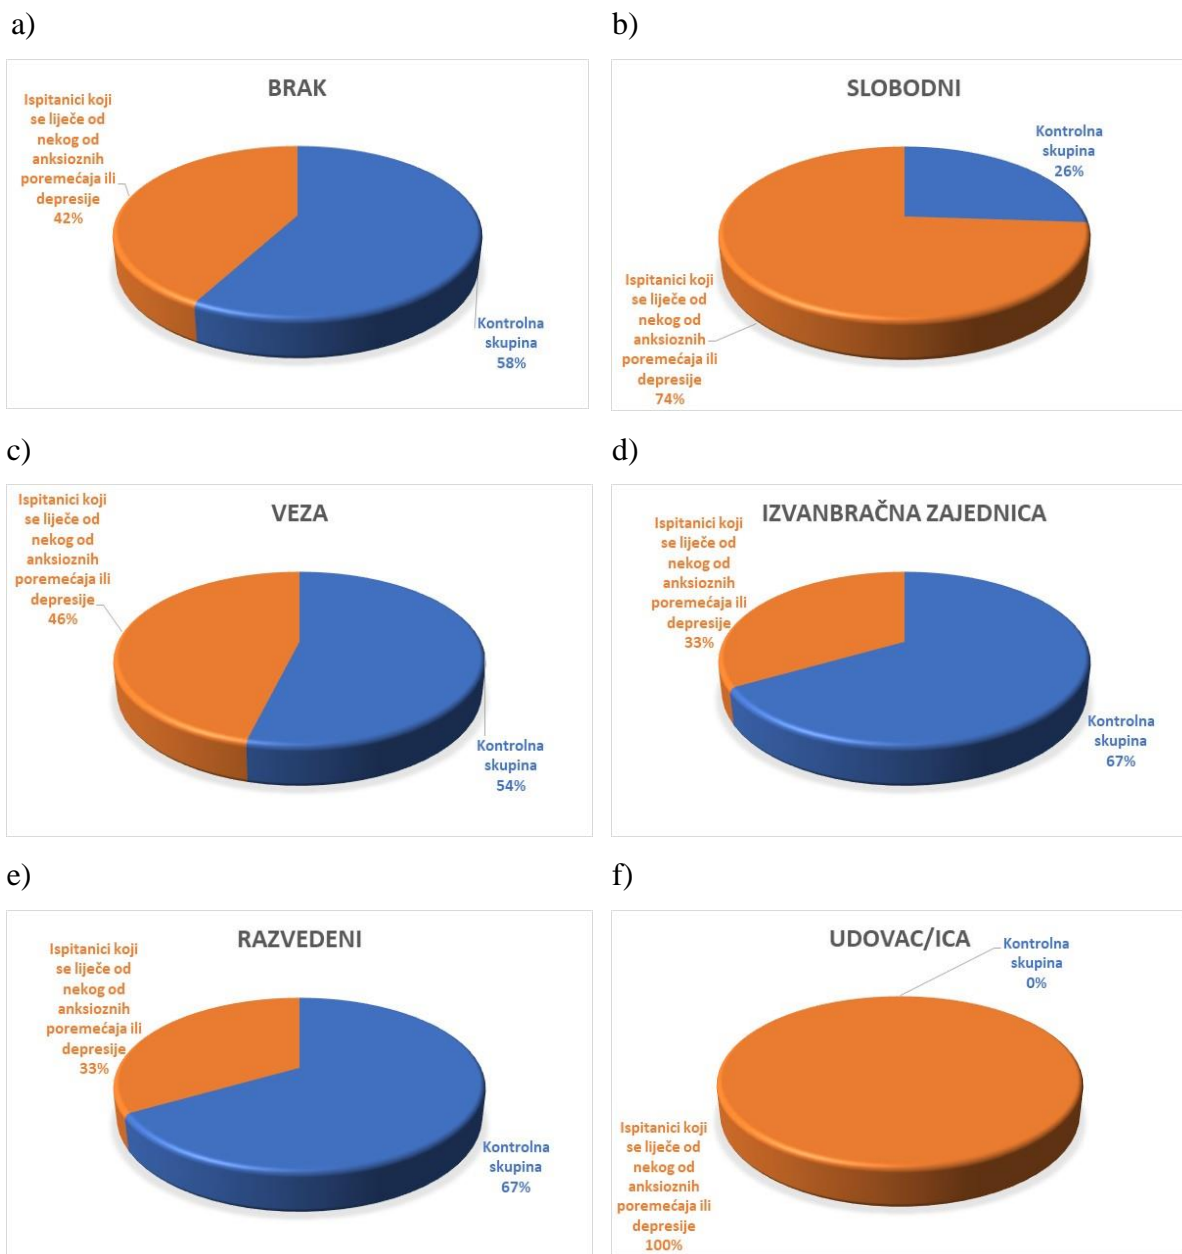 a)
BRAK
Ispitanici koji
se liječe od
nekog od
anksioznih
poremećaja ili
depresije
42%
Kontrolna
skupina
58%
b)
SLOBODNI
Kontrolna
skupina
26%
Ispitanici koji
se liječe od
nekog od
anksioznih
poremećaja ili
depresije
74%
c)
VEZA
Ispitanici koji
se liječe od
nekog od
anksioznih
poremećaja ili
depresije
46%
Kontrolna
skupina
54%
d)
IZVANBRAČNA ZAJEDNICA
Ispitanici koji
se liječe od
nekog od
anksioznih
poremećaja ili
depresije
33%
Kontrolna
skupina
67%
e)
RAZVEDENI
Ispitanici koji
se liječe od
nekog od
anksioznih
poremećaja ili
depresije
33%
Kontrolna
skupina
67%
f)
UDOVAC/ICA
Kontrolna
skupina
0%
Ispitanici koji
se liječe od
nekog od
anksioznih
poremećaja ili
depresije
100%